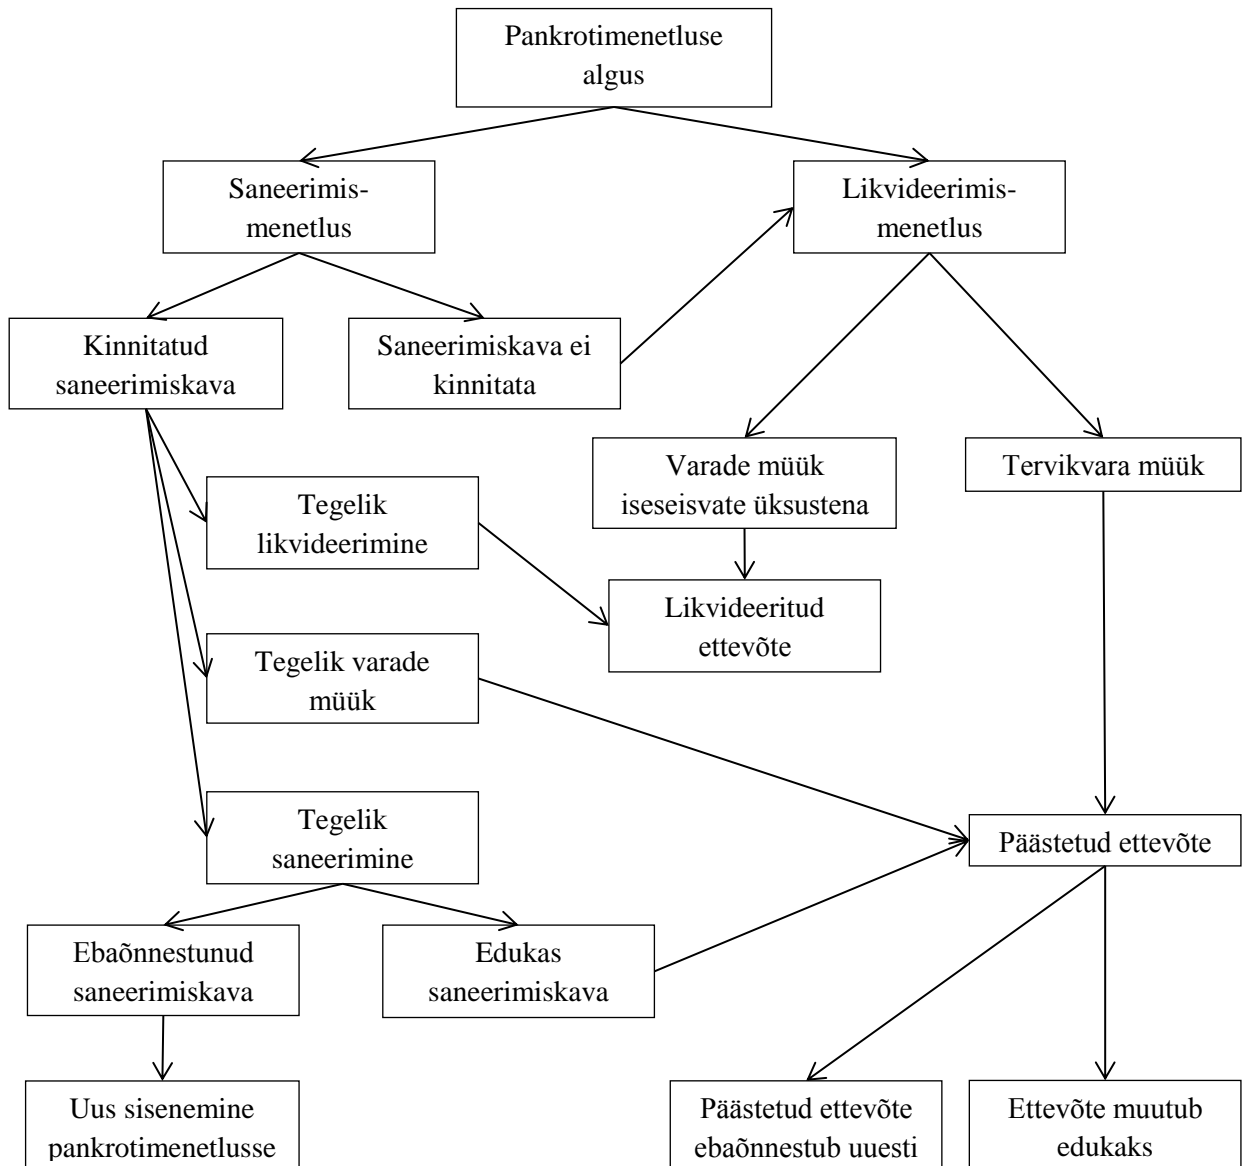 Pankrotimenetluse
algus
Saneerimis-
menetlus
Likvideerimis-
menetlus
Kinnitatud
saneerimiskava
Saneerimiskava ei
kinnitata
Varade müük
iseseisvate üksustena
Tervikvara müük
Tegelik
likvideerimine
Likvideeritud
ettevõte
Tegelik varade
müük
Tegelik
saneerimine
Päästetud ettevõte
Ebaõnnestunud
saneerimiskava
Edukas
saneerimiskava
Uus sisenemine
pankrotimenetlusse
Päästetud ettevõte
ebaõnnestub uuesti
Ettevõte muutub
edukaks